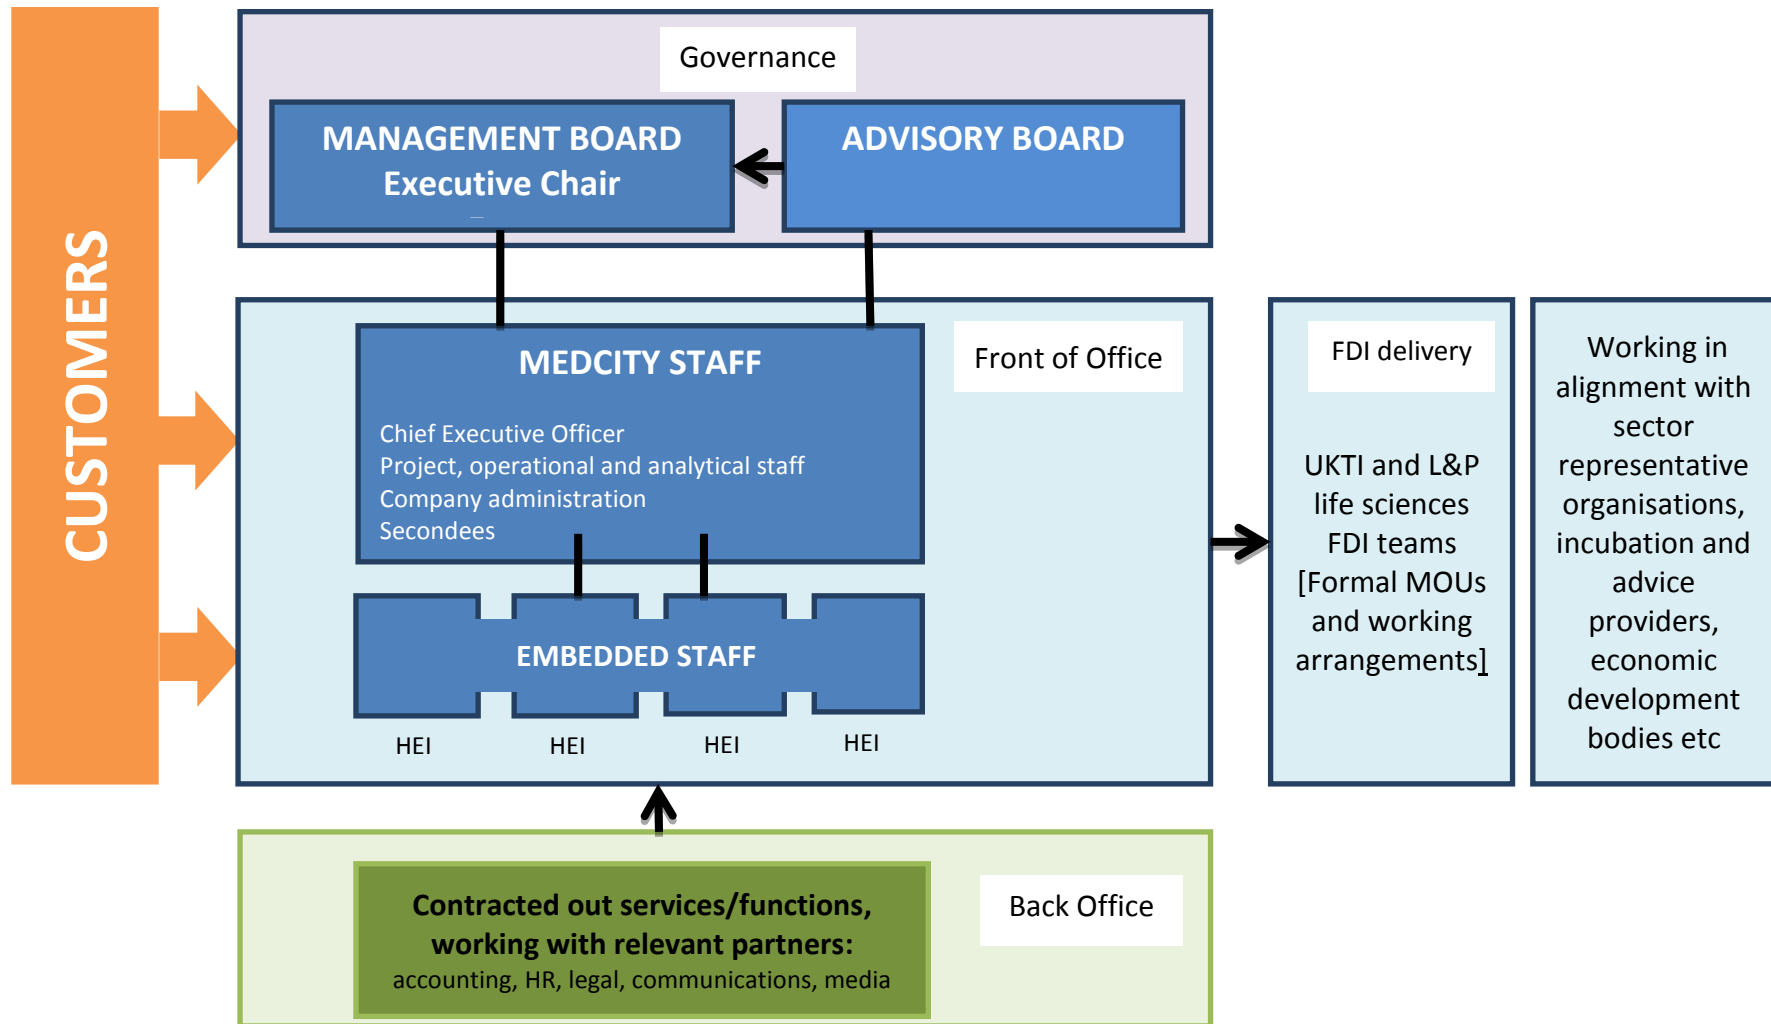 CUSTOMERS
Governance
MANAGEMENT BOARD
Executive Chair
ADVISORY BOARD
MEDCITY STAFF
Chief Executive Officer
Project, operational and analytical staff
Company administration
Secondees
Front of Office
EMBEDDED STAFF
HEI
HEI
HEI
HEI
FDI delivery
UKTI and L&P
life sciences
FDI teams
[Formal MOUs
and working
arrangements]
Working in
alignment with
sector
representative
organisations,
incubation and
advice
providers,
economic
development
bodies etc
Contracted out services/functions,
working with relevant partners:
accounting, HR, legal, communications, media
Back Office